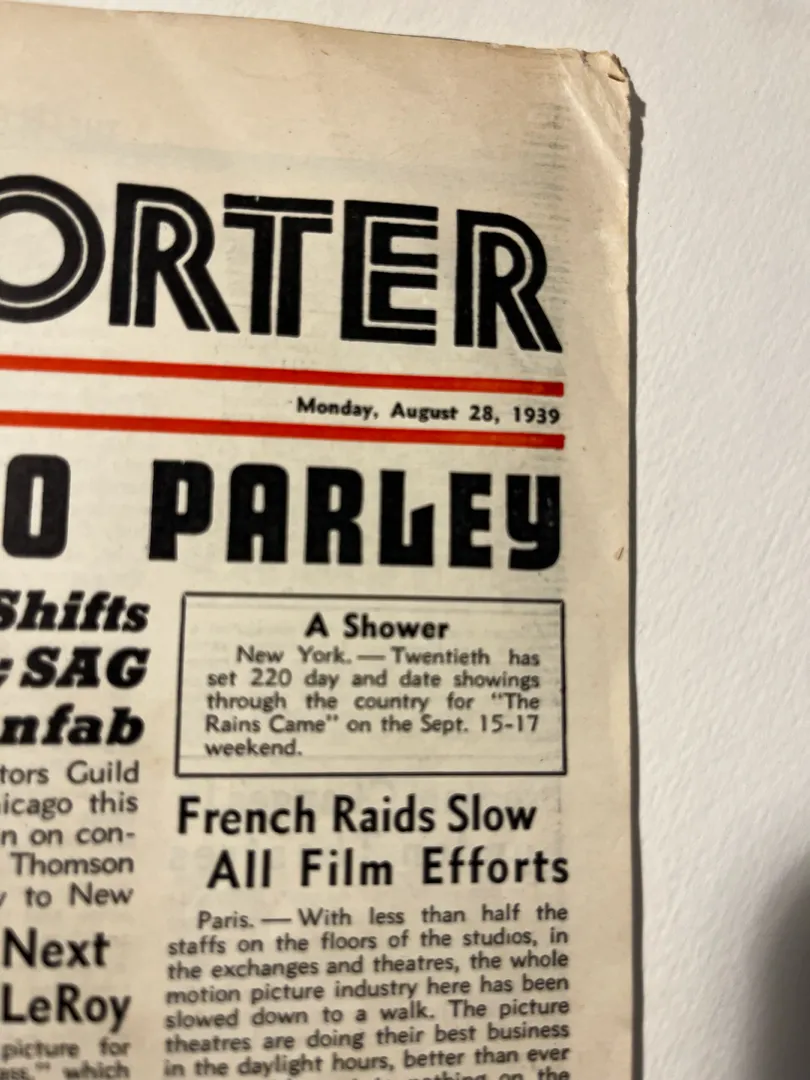 ORTER
Monday, August 28, 1939
O PARLEY
Shifts
SAG
nfab
tors Guild
icago this
n on con-
Thomson
y to New
Next
LeRoy
picture for
which
A Shower
New York. — Twentieth has
set 220 day and date showings
through the country for "The
Rains Came" on the Sept. 15-17
weekend.
French Raids Slow
All Film Efforts
Paris. — With less than half the
staffs on the floors of the studios, in
the exchanges and theatres, the whole
motion picture industry here has been
slowed down to a walk. The picture
theatres are doing their best business
in the daylight hours, better than ever
nothing on the